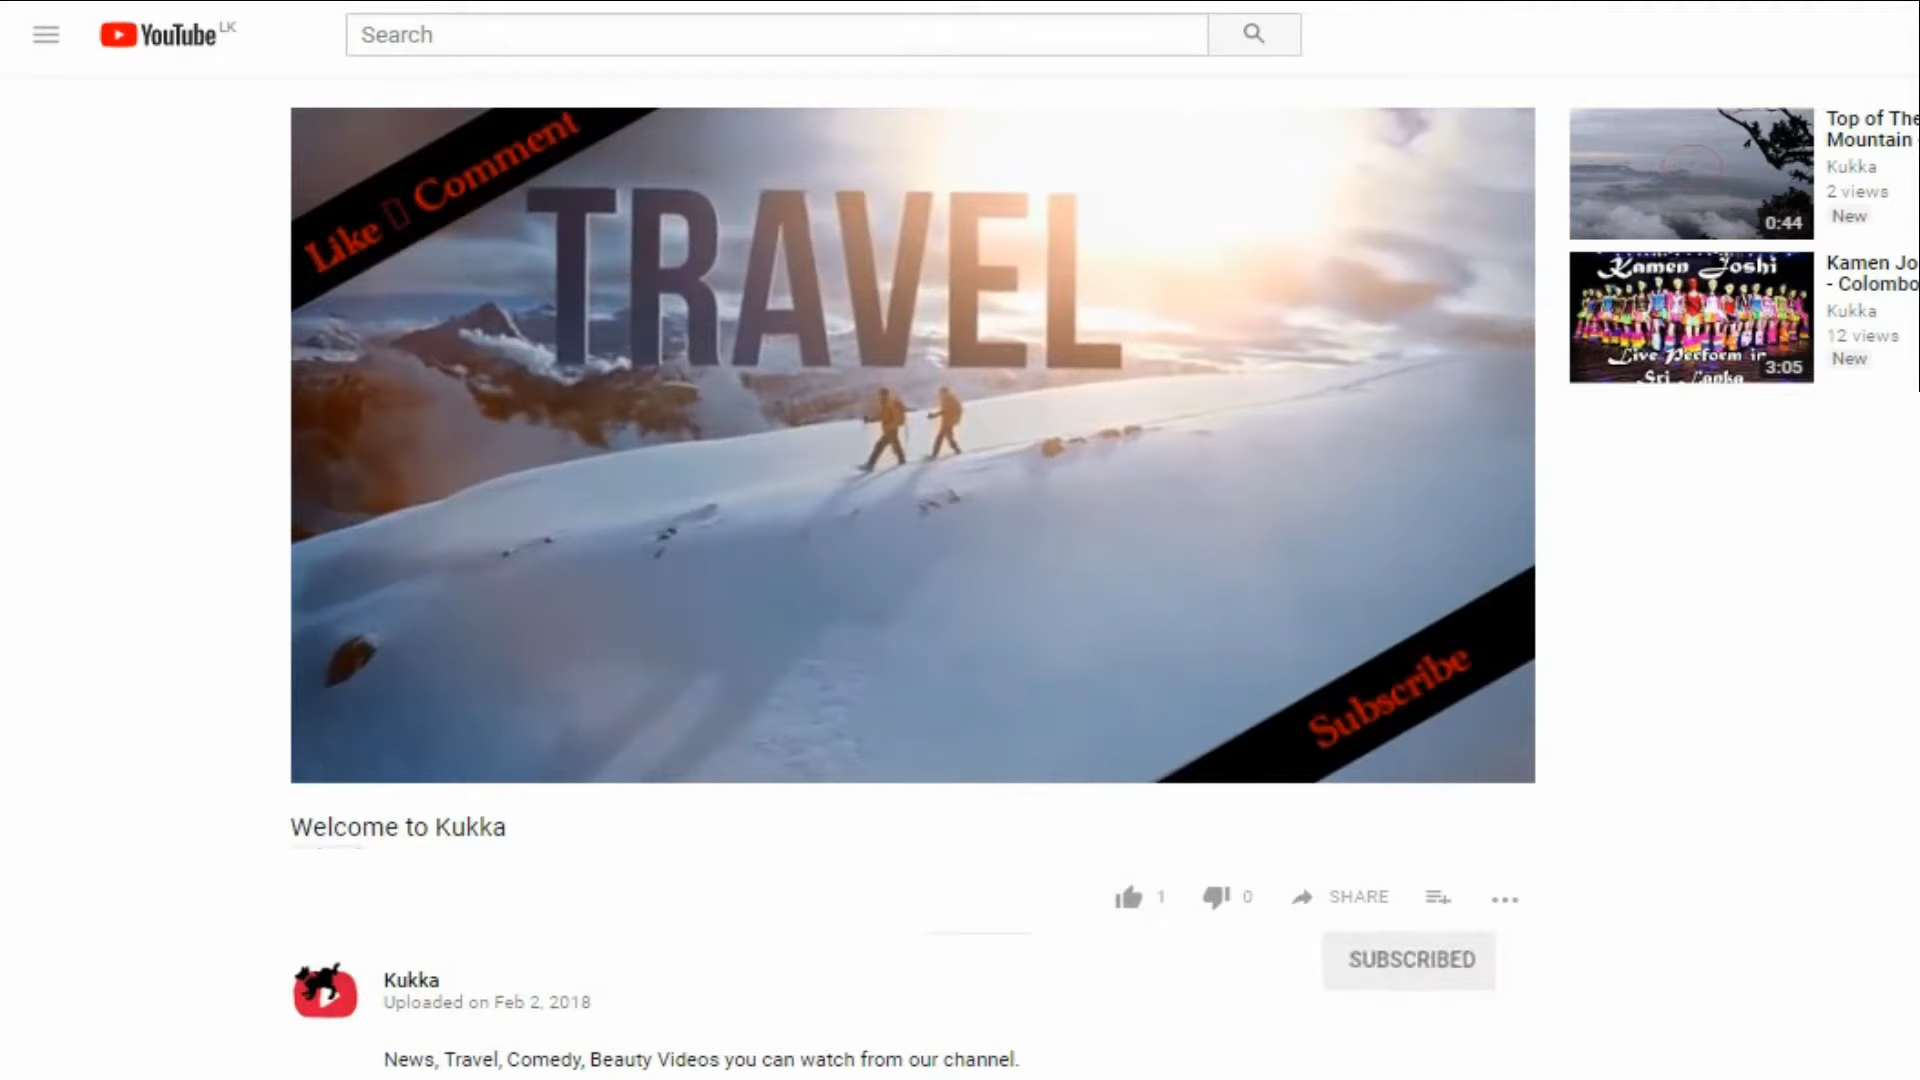 YouTube LK
Search
Like Comment
TRAVEL
Subscribe
Top of The
Mountain
Kukka
2 views
New
0:44
Kamen Joshi
Live Perform in
Sri Lanka
3:05
Kamen Jo
- Colombo
Kukka
12 views
New
Welcome to Kukka
1
0
SHARE
SUBSCRIBED
Kukka
Uploaded on Feb 2, 2018
News, Travel, Comedy, Beauty Videos you can watch from our channel.